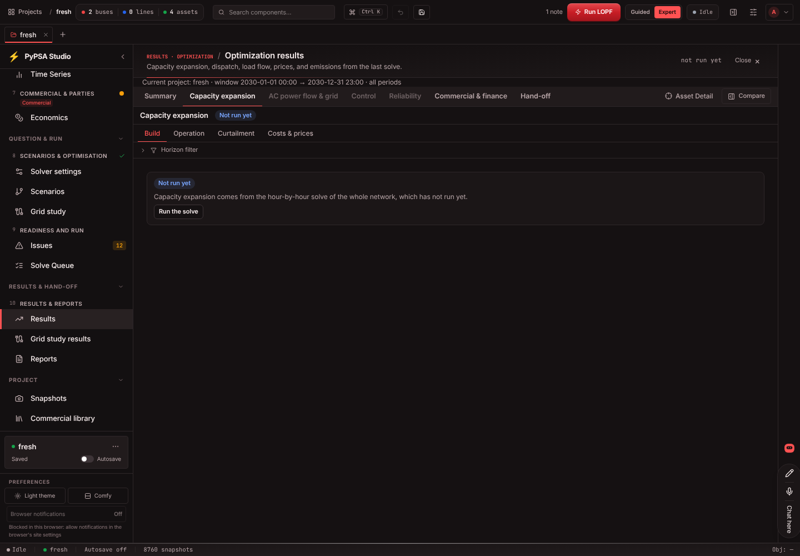 Projects / fresh
2 buses 0 lines 4 assets
Search components...
Ctrl K
1 note
Run LOPF
Guided Expert
Idle
A
fresh
PyPSA Studio
Time Series
7 COMMERCIAL & PARTIES
Commercial
Economics
QUESTION & RUN
8 SCENARIOS & OPTIMISATION
Solver settings
Scenarios
Grid study
9 READINESS AND RUN
Issues 12
Solve Queue
RESULTS & HAND-OFF
10 RESULTS & REPORTS
Results
Grid study results
Reports
PROJECT
Snapshots
Commercial library
fresh
Saved Autosave
PREFERENCES
Light theme Comfy
Browser notifications Off
Blocked in this browser: allow notifications in the
browser's site settings
RESULTS · OPTIMIZATION / Optimization results
Capacity expansion, dispatch, load flow, prices, and emissions from the last solve.
not run yet Close
Current project: fresh · window 2030-01-01 00:00 → 2030-12-31 23:00 · all periods
Summary Capacity expansion AC power flow & grid Control Reliability Commercial & finance Hand-off
Asset Detail Compare
Capacity expansion Not run yet
Build Operation Curtailment Costs & prices
Horizon filter
Not run yet
Capacity expansion comes from the hour-by-hour solve of the whole network, which has not run yet.
Run the solve
Chat here
Idle fresh Autosave off 8760 snapshots
Obj: —